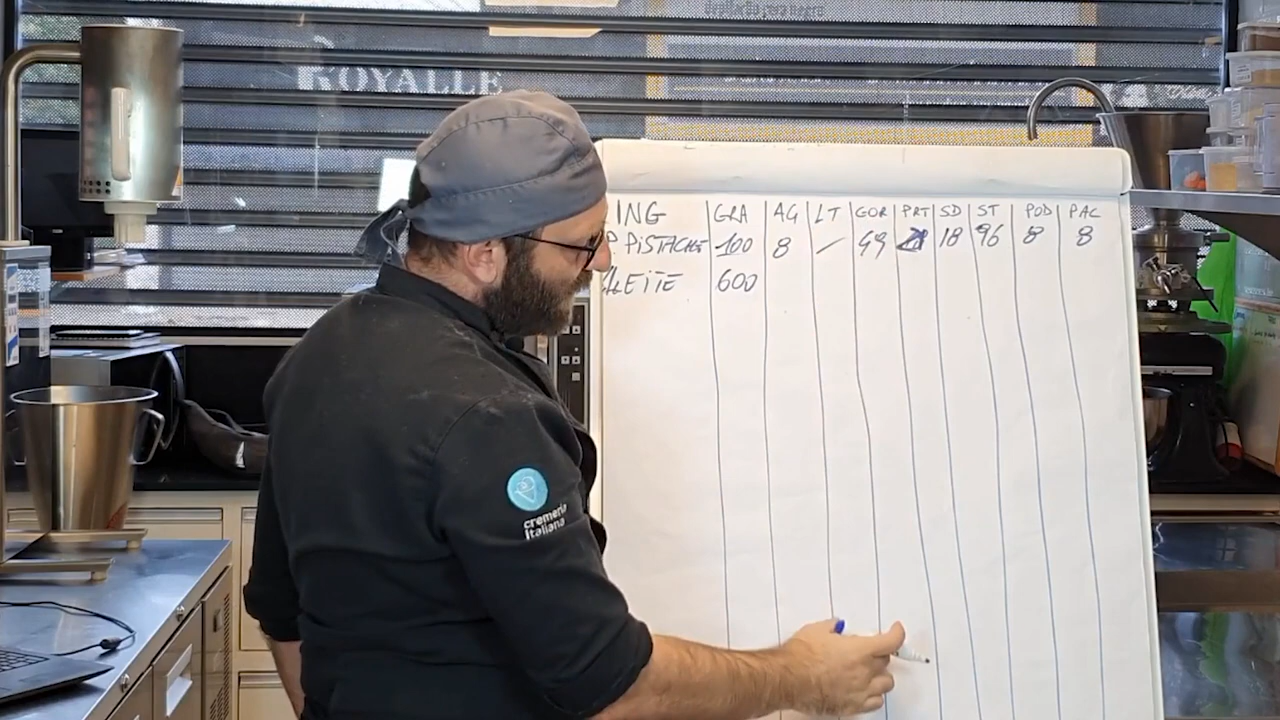 ROYALLE
ING GRA AG LT GOR PRT SD ST POD PAC
P PISTACHE 100 8 / 49 18 96 8 8
LEITE 600
cremeria
italiana